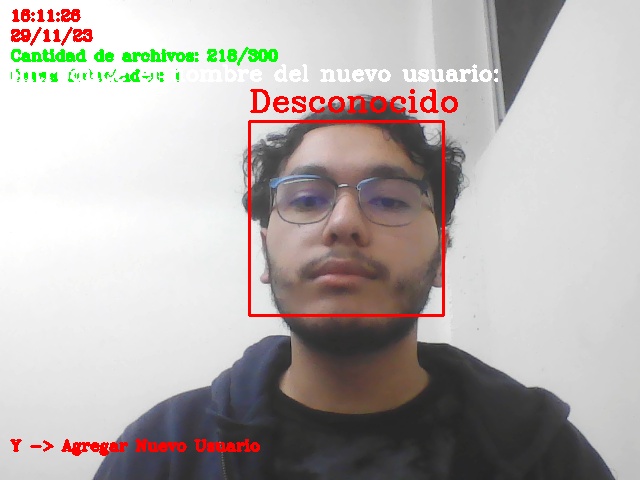 16:11:26
29/11/23
Cantidad de archivos: 218/300
nombre del nuevo usuario:
Desconocido
Y -> Agregar Nuevo Usuario